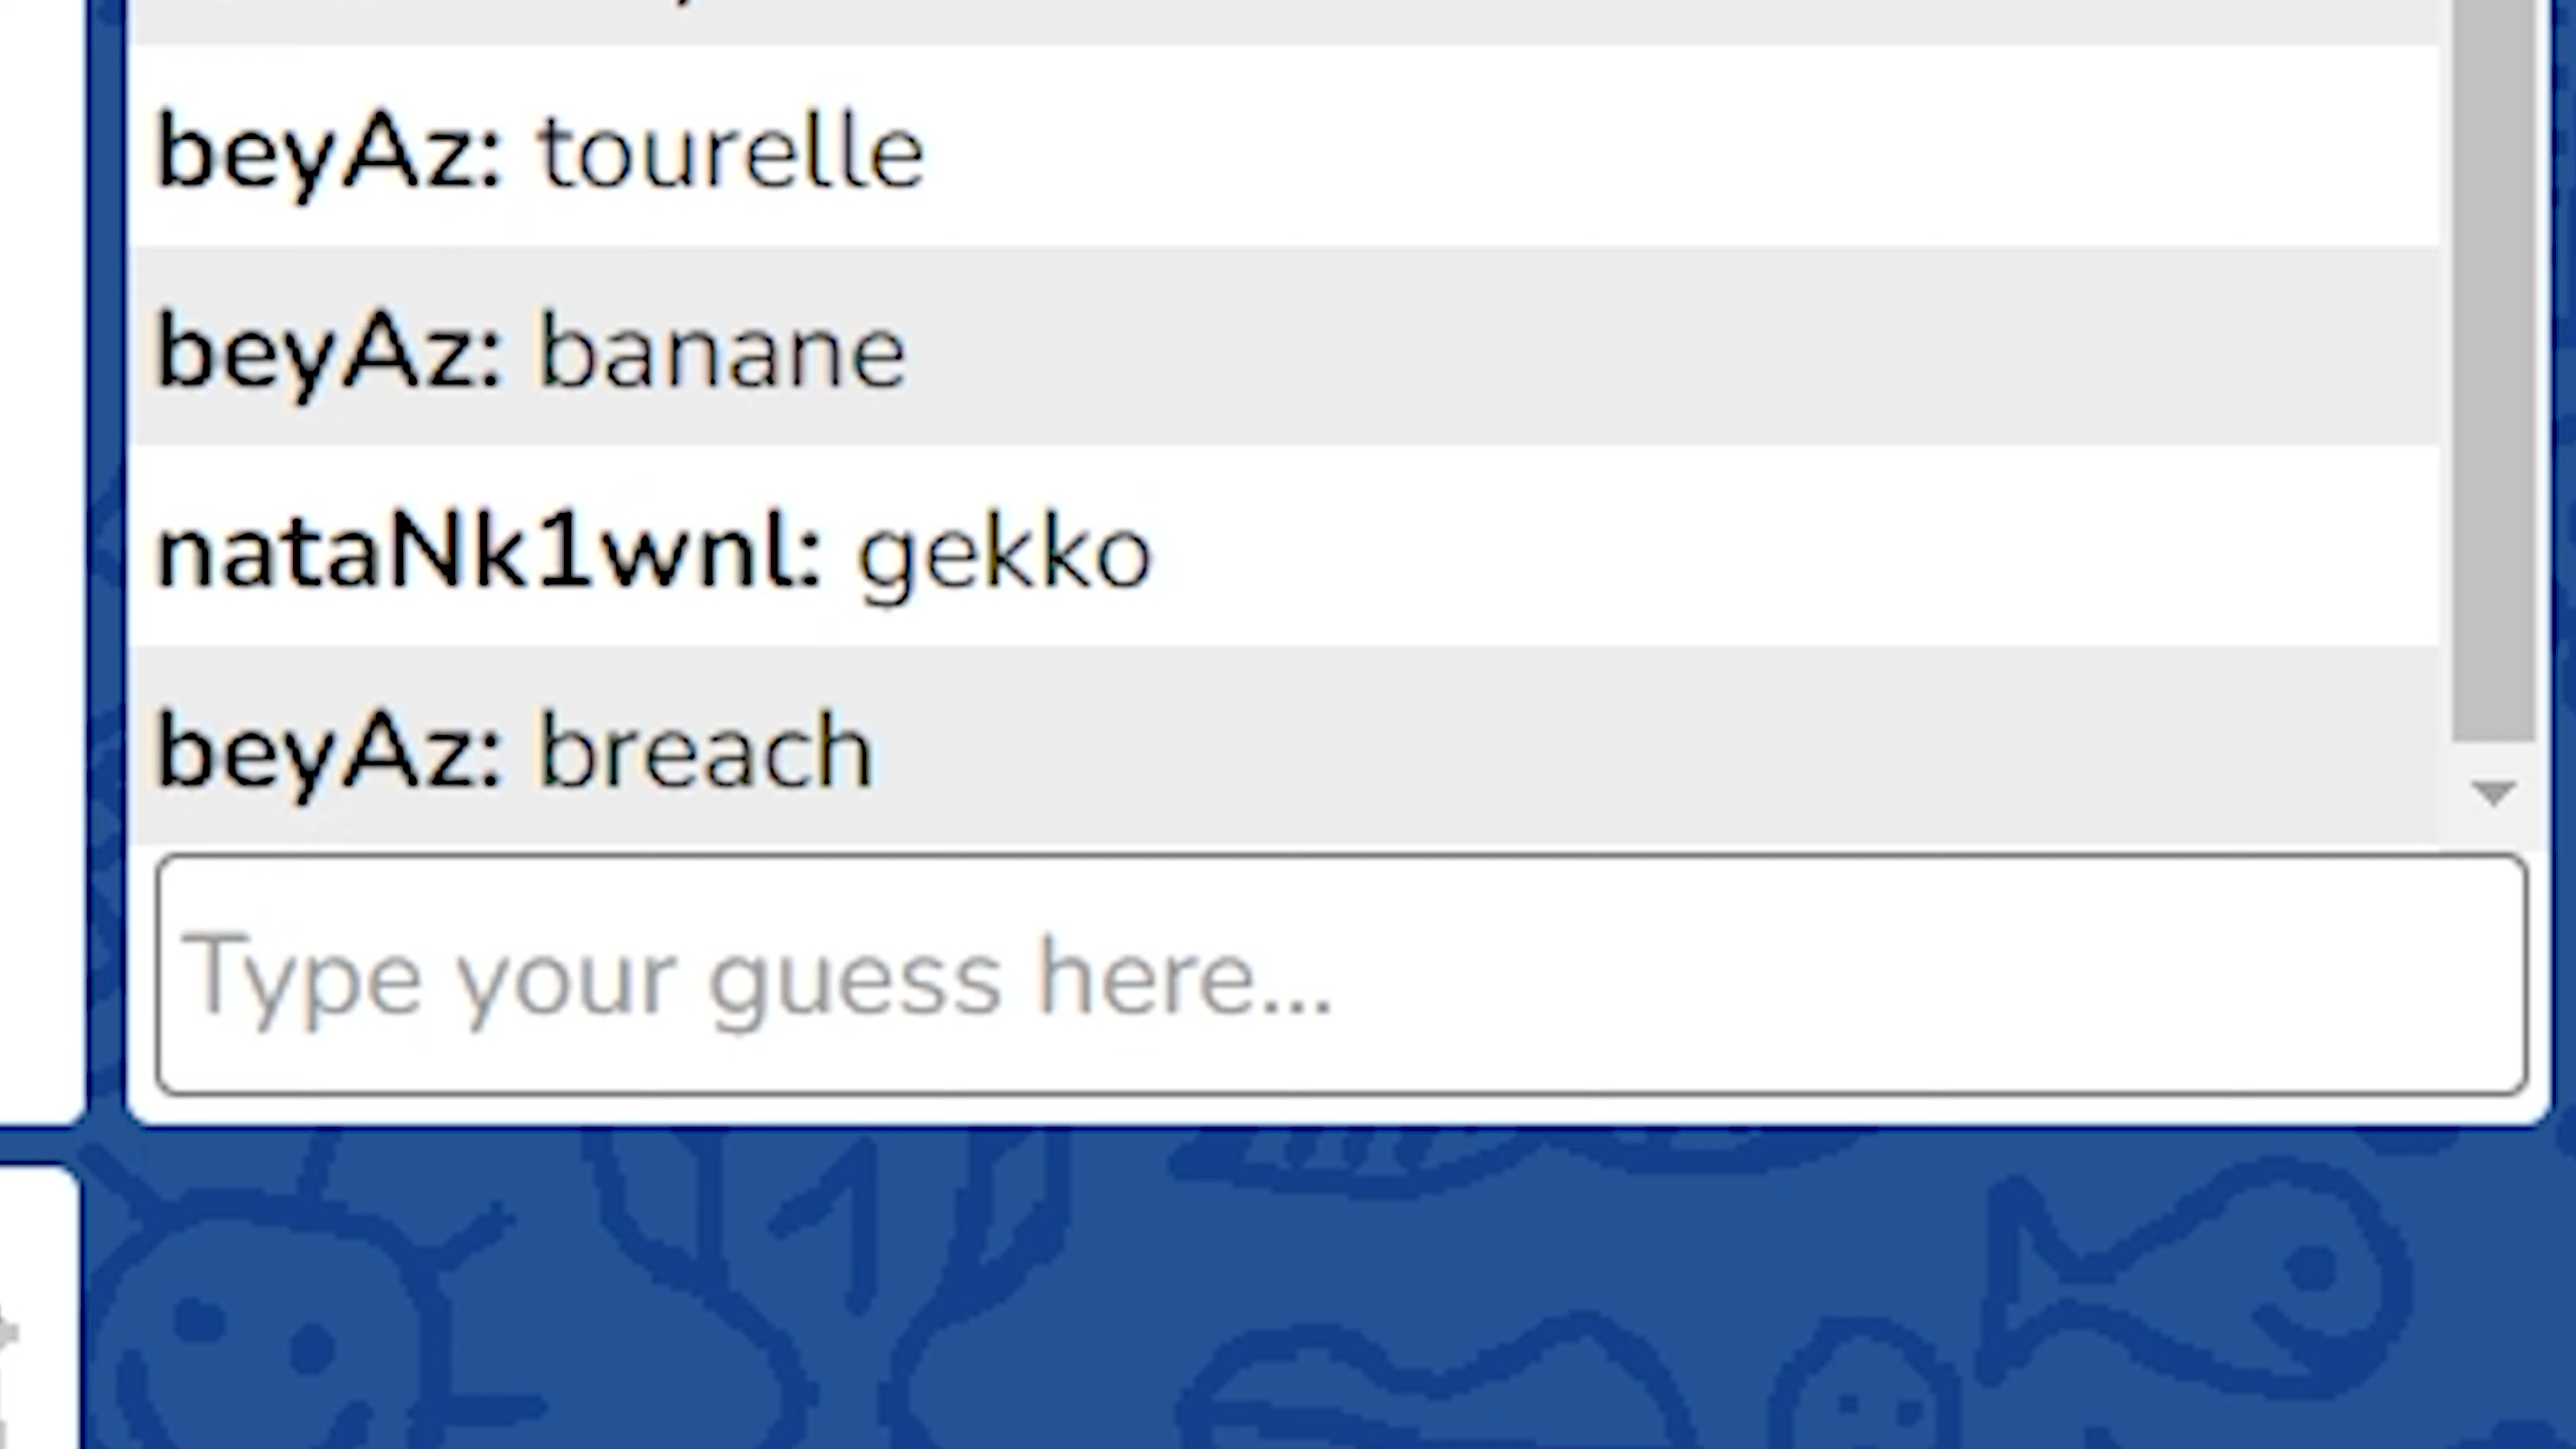 beyAz: tourelle
beyAz: banane
nataNk1wnl: gekko
beyAz: breach
Type your guess here...